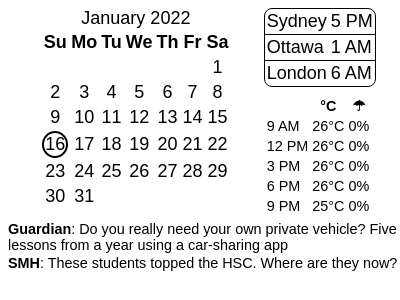 January 2022
Su Mo Tu We Th Fr Sa
1
2 3 4 5 6 7 8
9 10 11 12 13 14 15
16 17 18 19 20 21 22
23 24 25 26 27 28 29
30 31
Sydney 5 PM
Ottawa 1 AM
London 6 AM
°C ☂
9 AM 26°C 0%
12 PM 26°C 0%
3 PM 26°C 0%
6 PM 26°C 0%
9 PM 25°C 0%
Guardian: Do you really need your own private vehicle? Five
lessons from a year using a car-sharing app
SMH: These students topped the HSC. Where are they now?